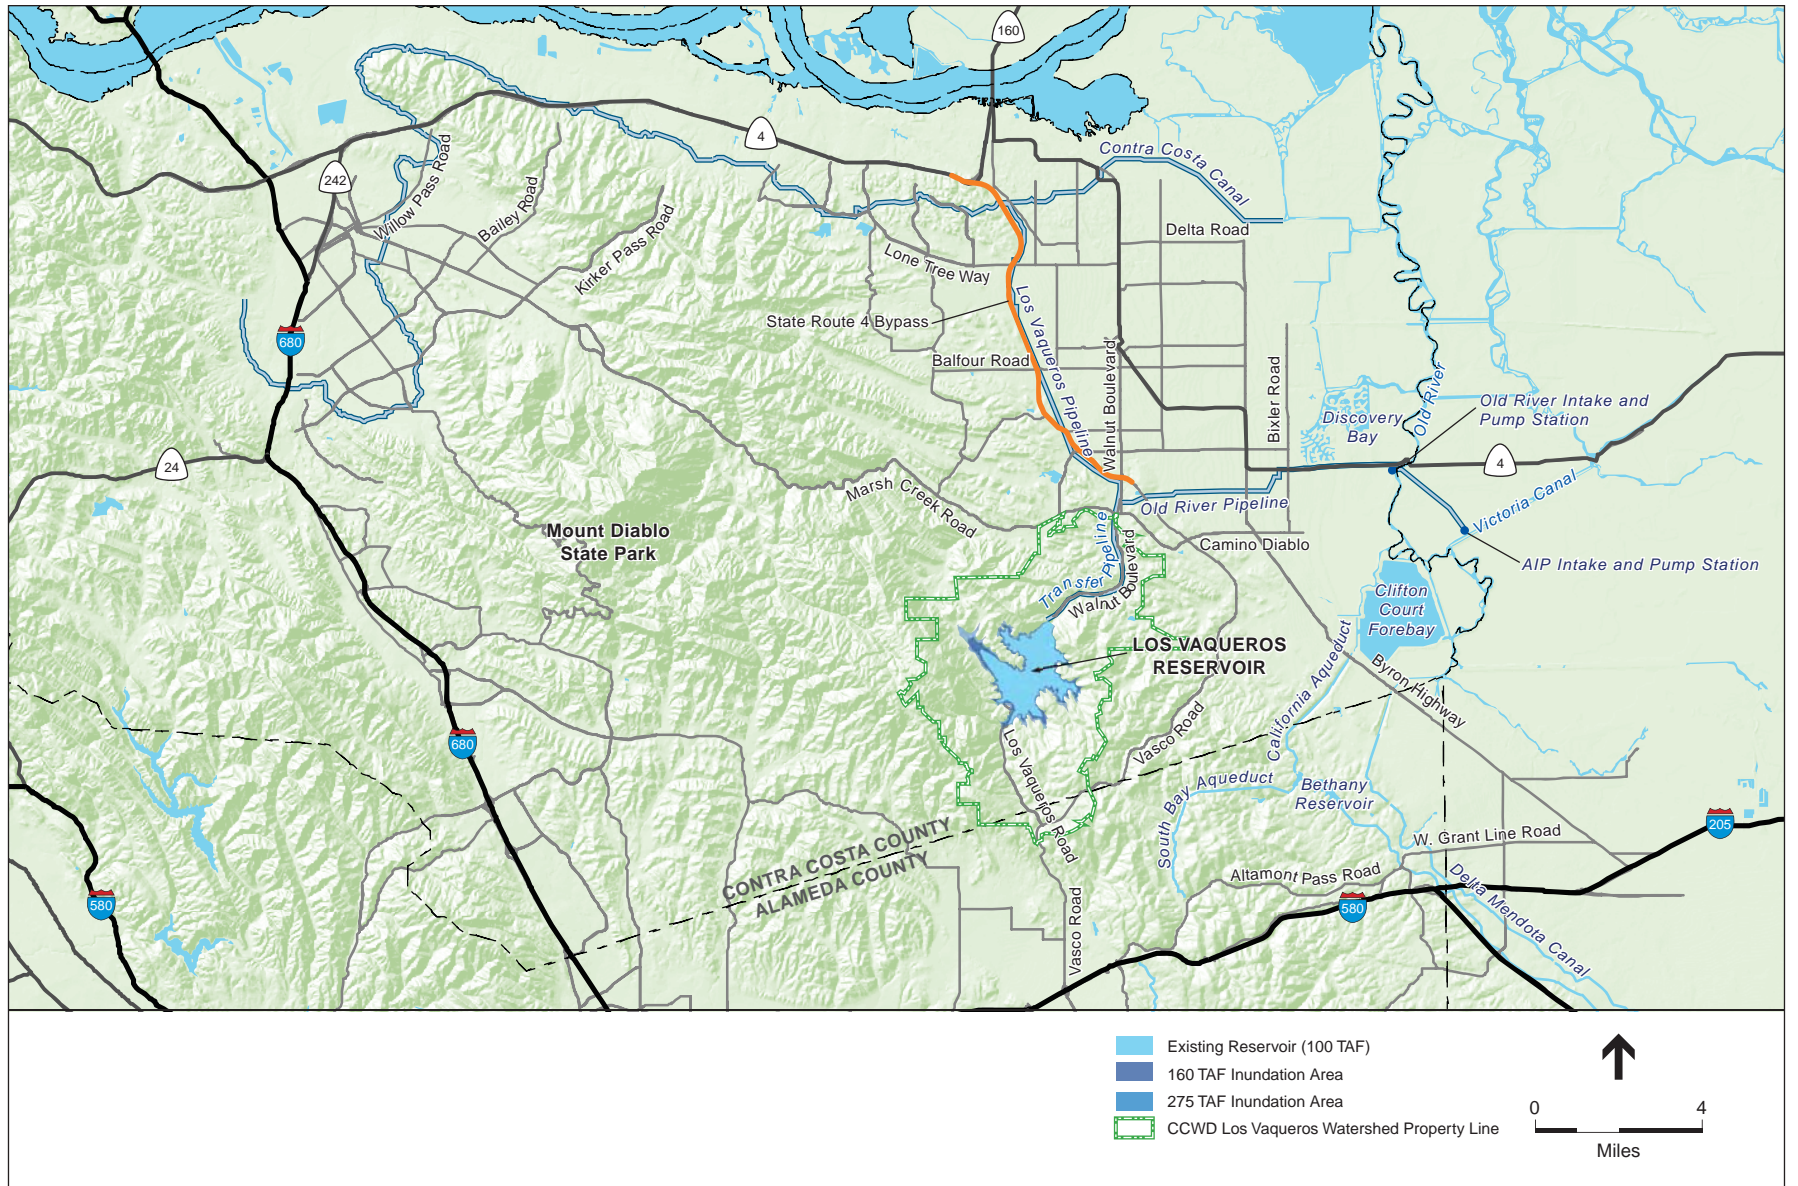 160
4
242
Willow Pass Road
Bailey Road
Kirker Pass Road
Contra Costa Canal
Delta Road
Lone Tree Way
State Route 4 Bypass
Los Vaqueros Pipeline
Balfour Road
Walnut Boulevard
Bixler Road
680
24
Discovery
Bay
Old River
Old River Intake and
Pump Station
4
Victoria Canal
Marsh Creek Road
Old River Pipeline
Mount Diablo
State Park
Camino Diablo
AIP Intake and Pump Station
Transfer Pipeline
Walnut Boulevard
Clifton
Court
Forebay
LOS VAQUEROS
RESERVOIR
California Aqueduct
Byron Highway
Vasco Road
680
Los Vaqueros Road
South Bay Aqueduct
Bethany
Reservoir
205
W. Grant Line Road
CONTRA COSTA COUNTY
ALAMEDA COUNTY
Altamont Pass Road
580
580
Delta Mendota Canal
Vasco Road
Existing Reservoir (100 TAF)
160 TAF Inundation Area
275 TAF Inundation Area
CCWD Los Vaqueros Watershed Property Line
0 4
Miles